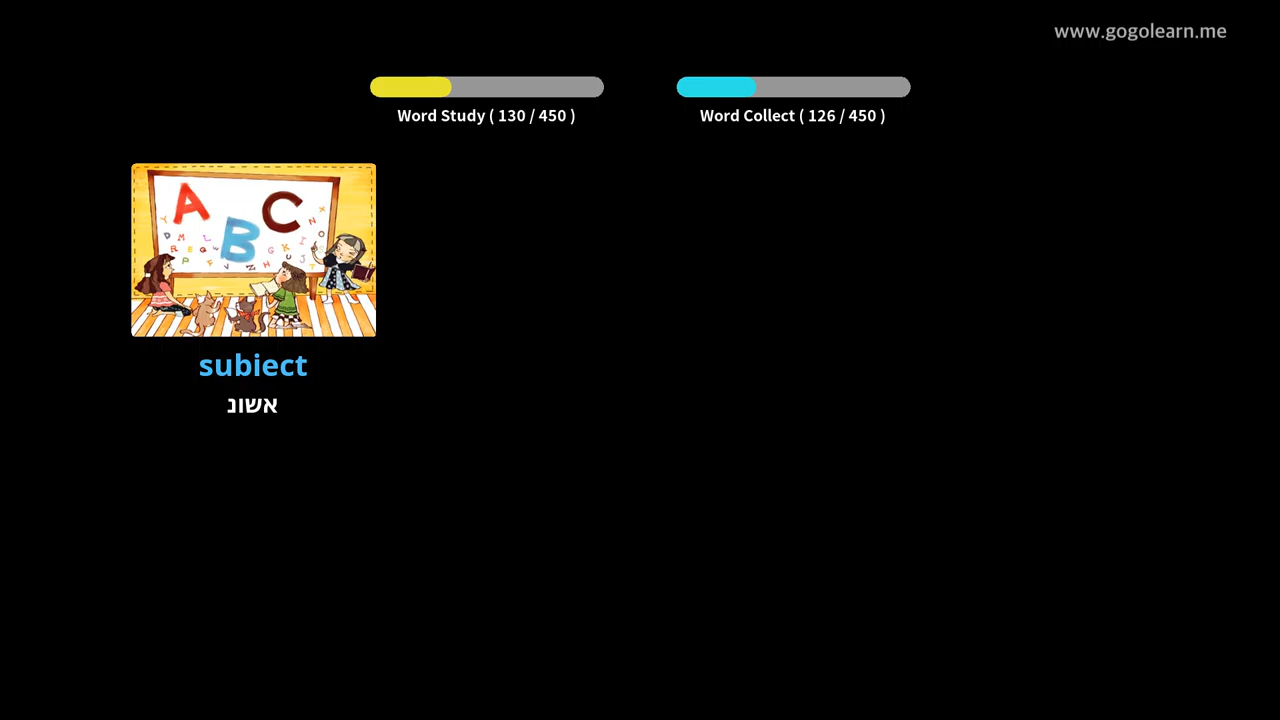 www.gogolearn.me
Word Study ( 130 / 450 )
Word Collect ( 126 / 450 )
A
C
B
subiect
אשונ